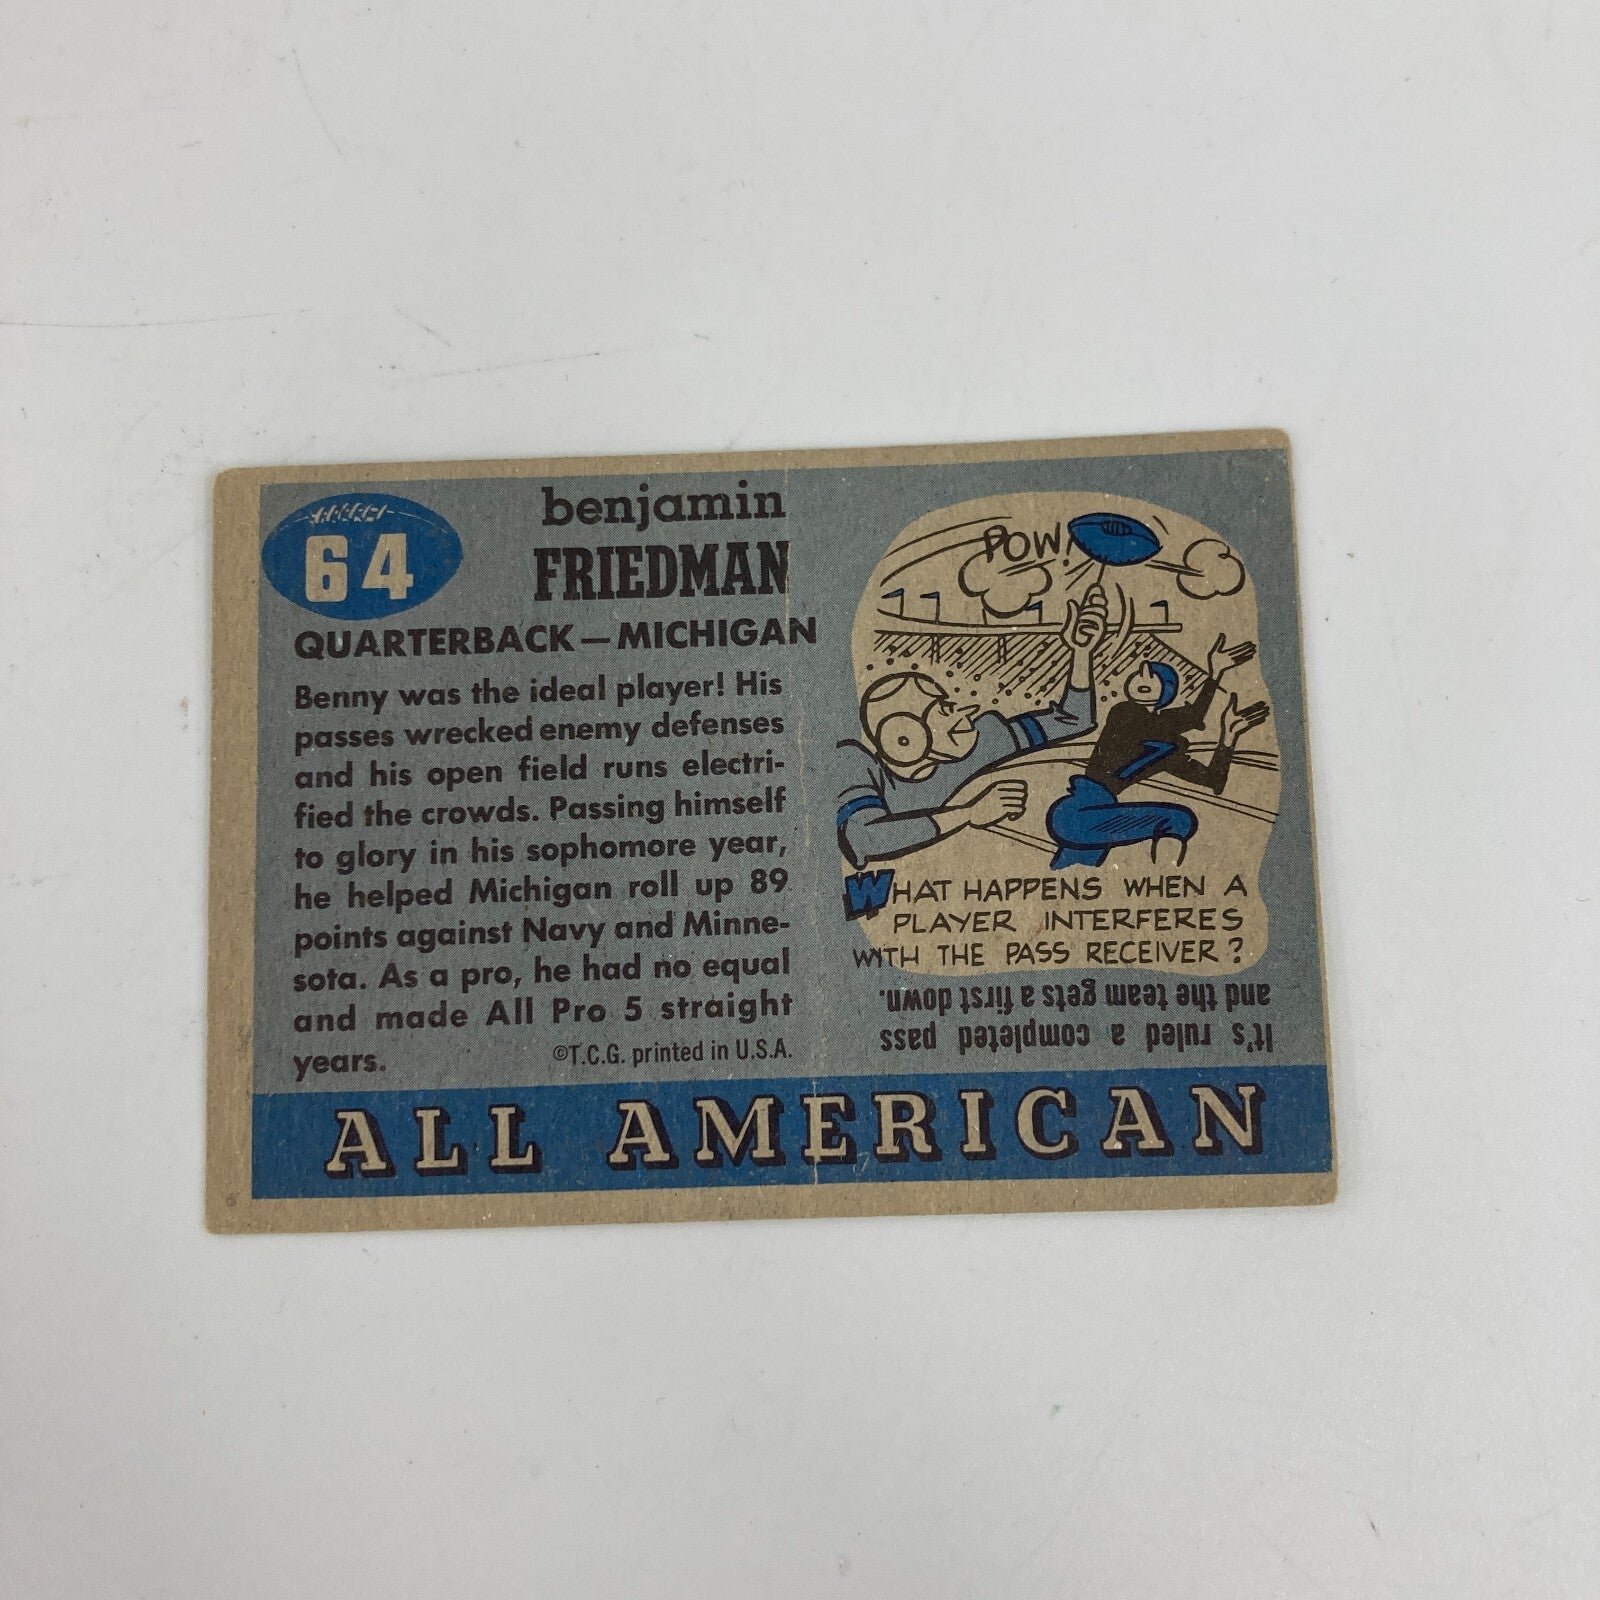 64
benjamin
FRIEDMAN
QUARTERBACK—MICHIGAN
Benny was the ideal player! His
passes wrecked enemy defenses
and his open field runs electri-
fied the crowds. Passing himself
to glory in his sophomore year,
he helped Michigan roll up 89
points against Navy and Minne-
sota. As a pro, he had no equal
and made All Pro 5 straight
years.
©T.C.G. printed in U.S.A.
POW!
WHAT HAPPENS WHEN A
PLAYER INTERFERES
WITH THE PASS RECEIVER?
It's ruled a completed pass
and the team gets a first down.
ALL AMERICAN